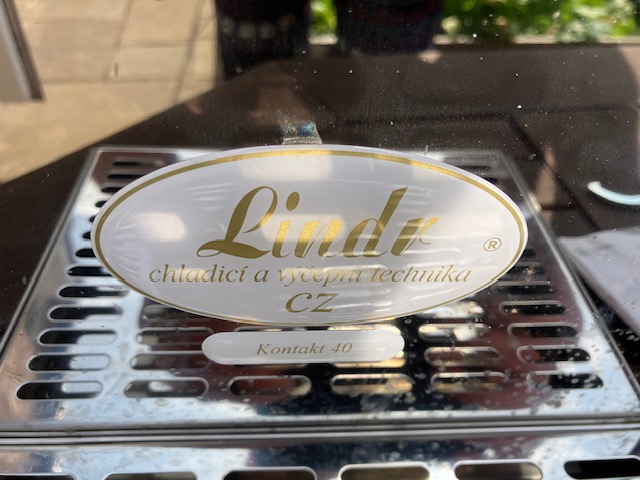 Lindr
chladicí a výčepní technika
CZ
®
Kontakt 40